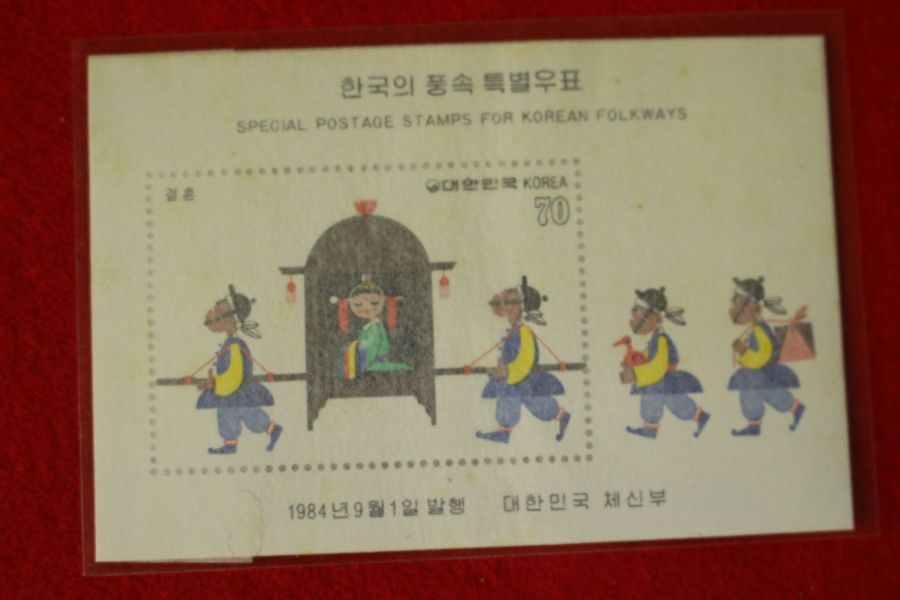 한국의 풍속 특별우표
SPECIAL POSTAGE STAMPS FOR KOREAN FOLKWAYS
결혼
대한민국 KOREA
70
1984년9월1일 발행 대한민국 체신부